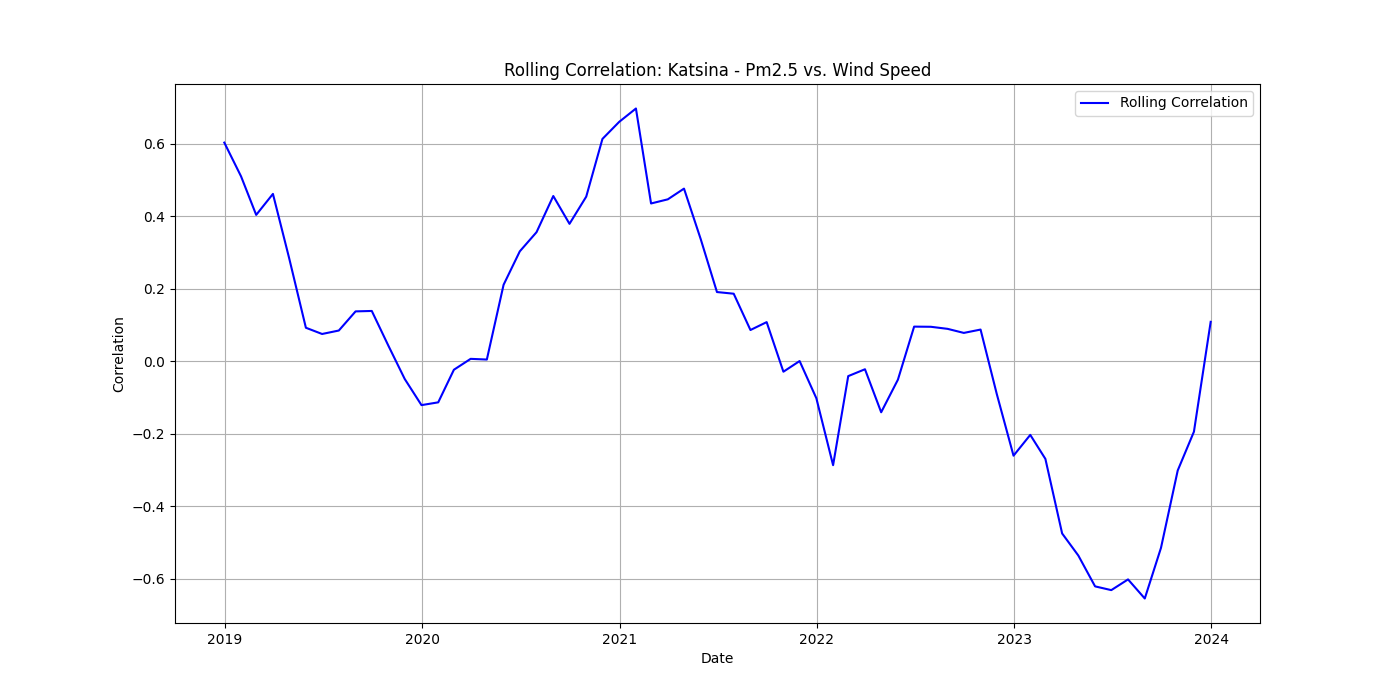 Rolling Correlation: Katsina - Pm2.5 vs. Wind Speed
Rolling Correlation
0.6
0.4
0.2
0.0
−0.2
−0.4
−0.6
Correlation
2019 2020 2021 2022 2023 2024
Date